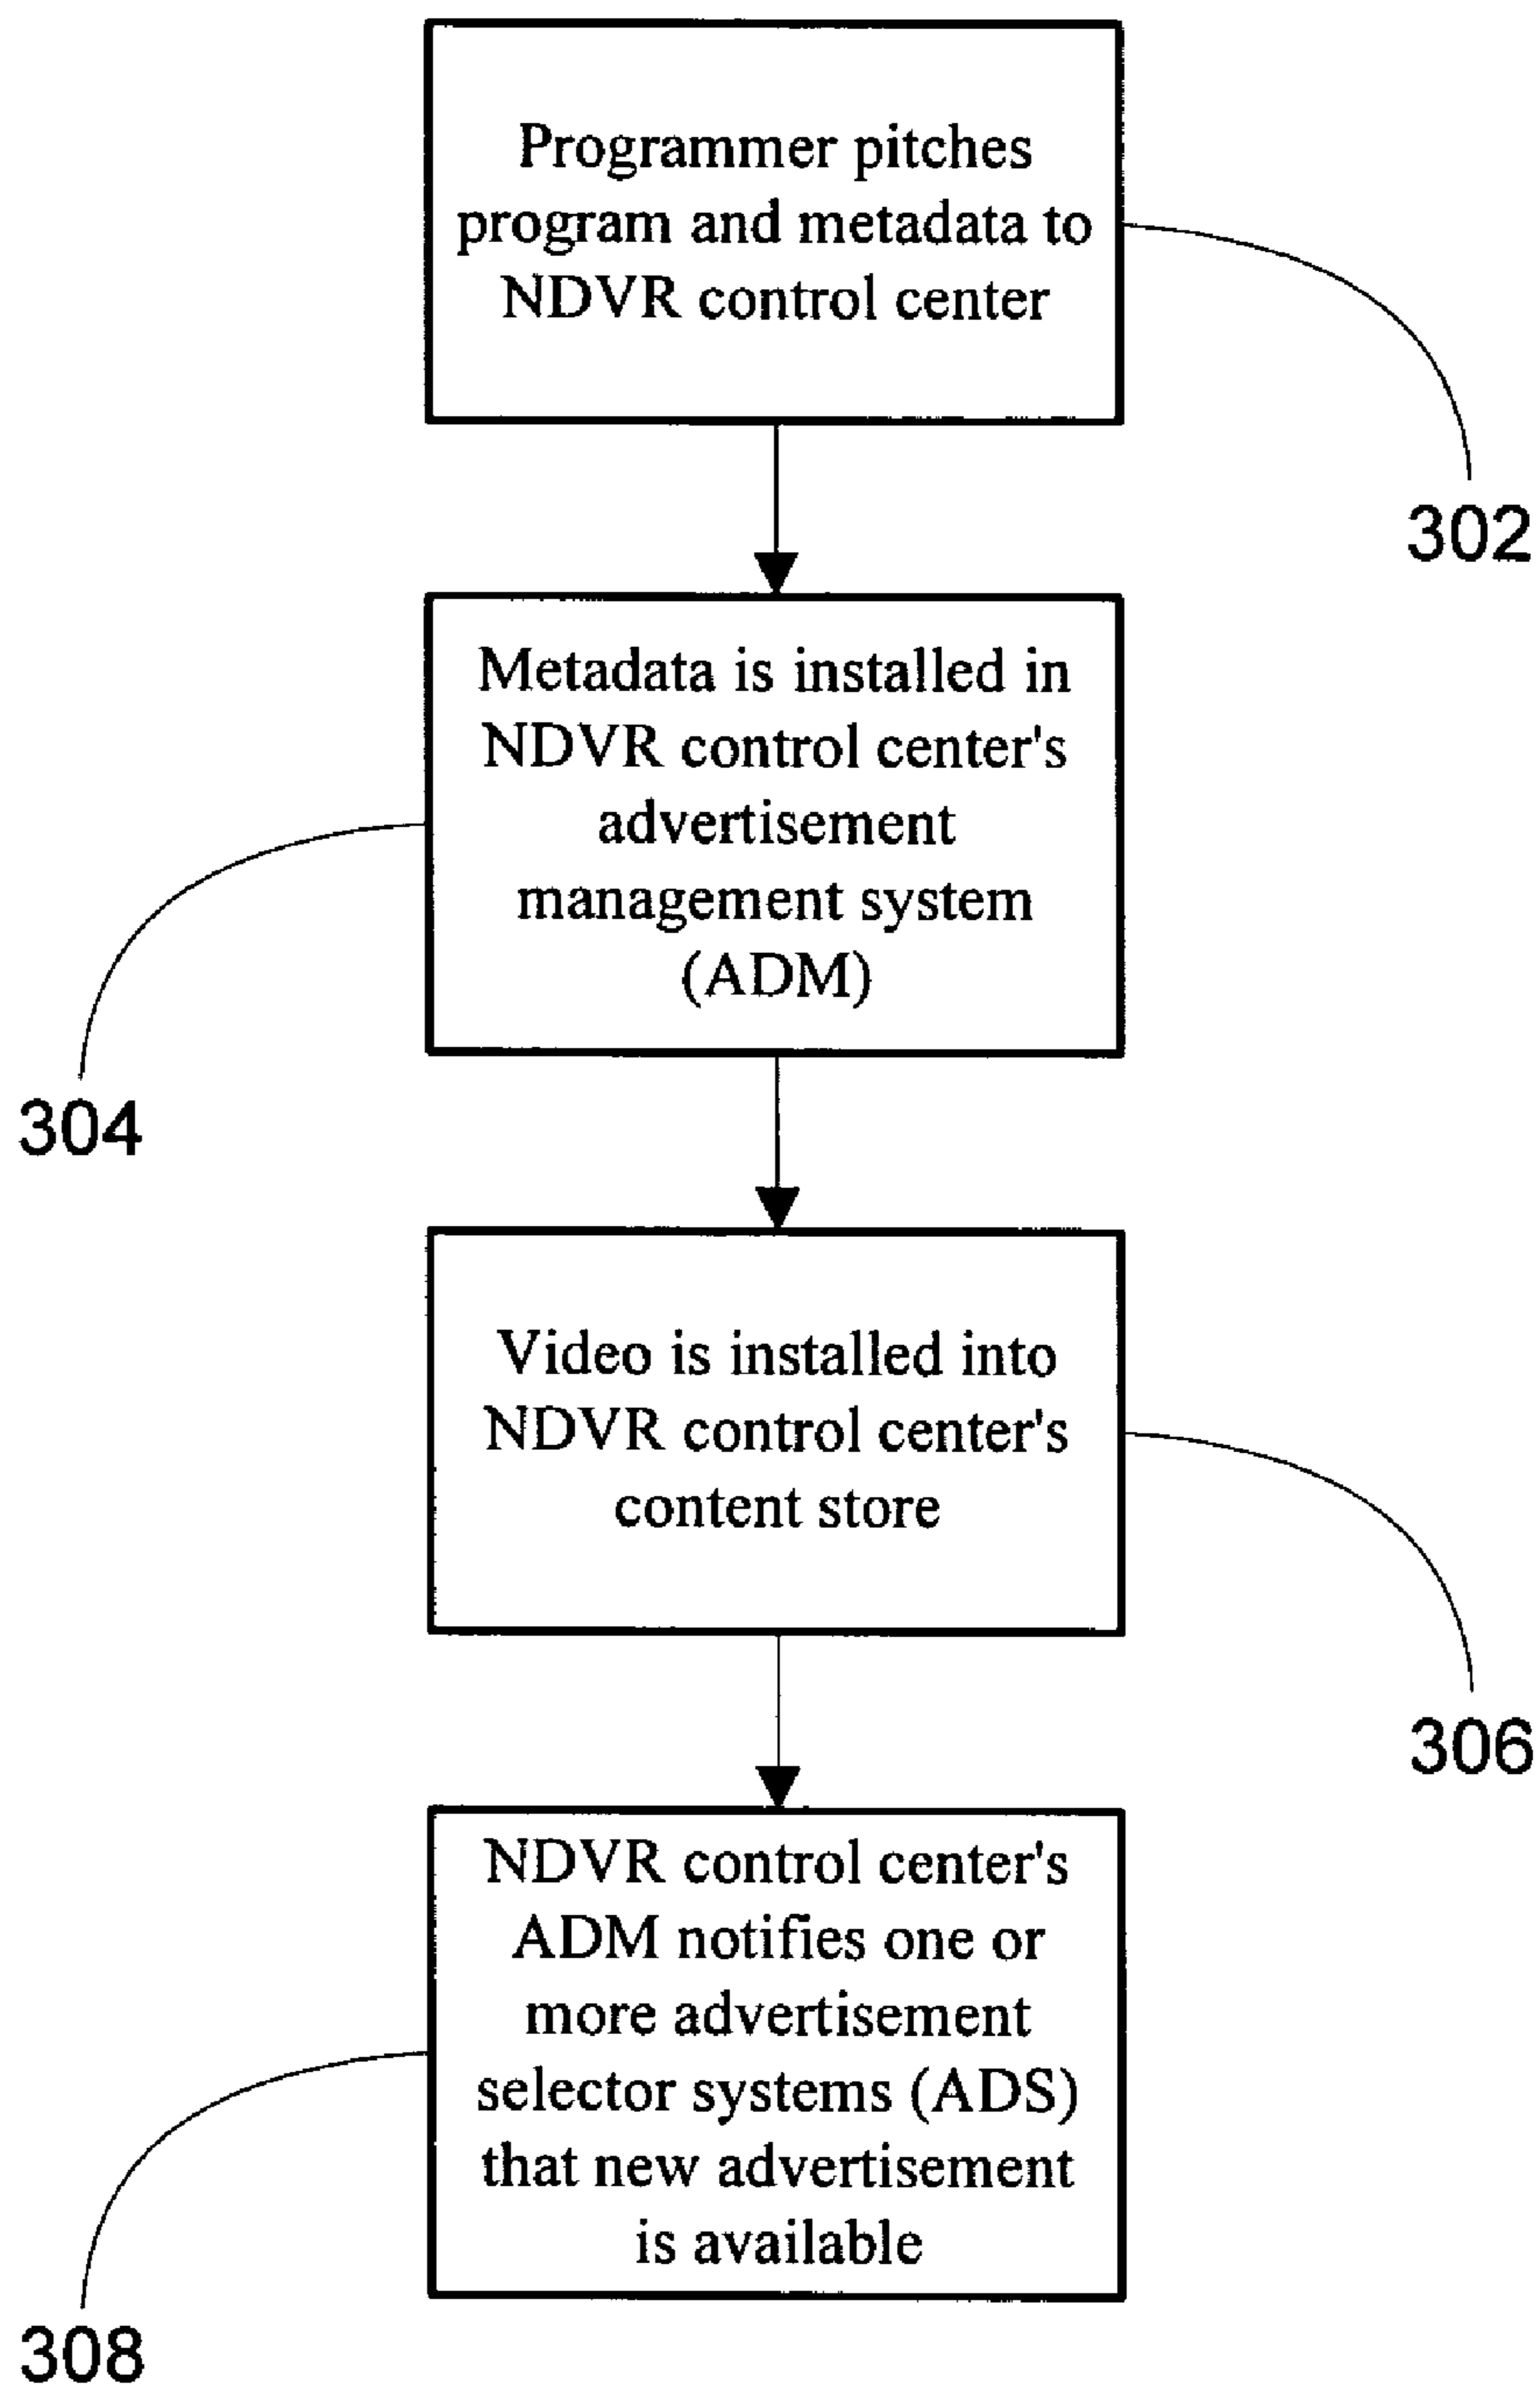 Programmer pitches
program and metadata to
NDVR control center
302
Metadata is installed in
NDVR control center's
advertisement
management system
(ADM)
304
Video is installed into
NDVR control center's
content store
306
NDVR control center's
ADM notifies one or
more advertisement
selector systems (ADS)
that new advertisement
is available
308